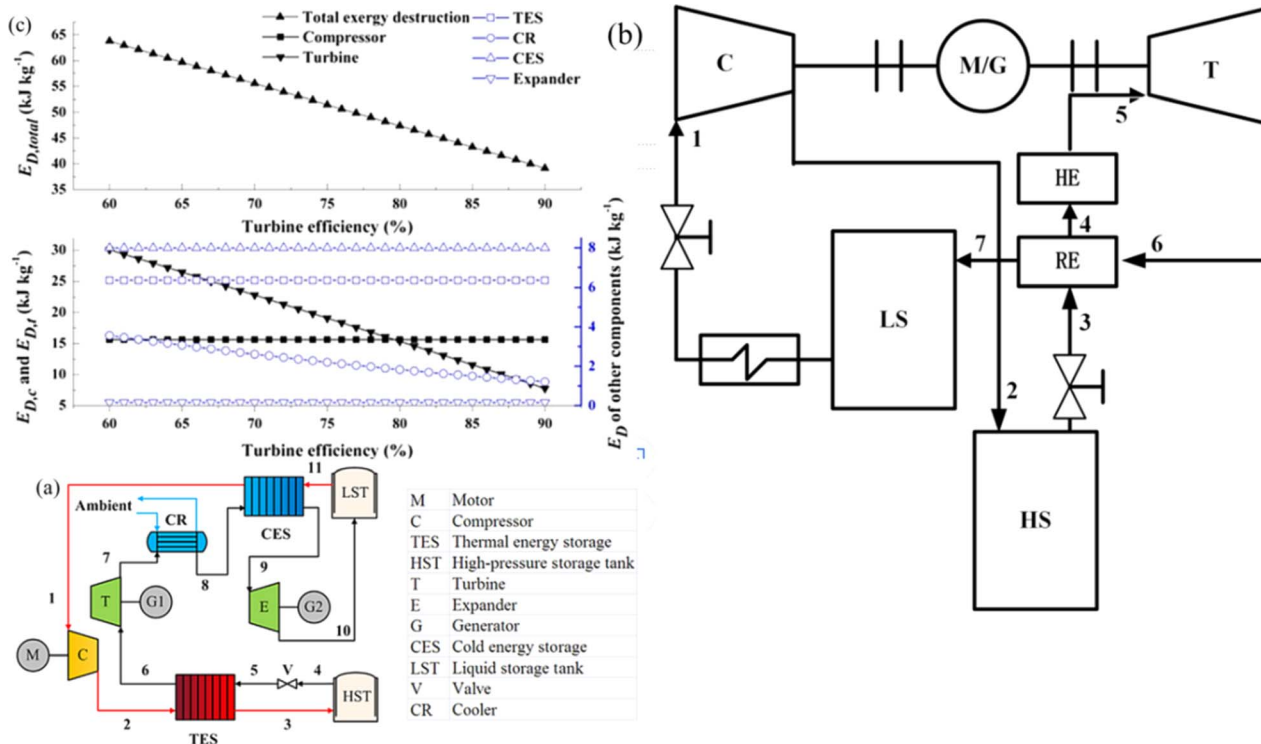 (c)
Total exergy destruction
Compressor
Turbine
TES
CR
CES
Expander
E_D,total (kJ kg⁻¹)
65
60
55
50
45
40
35
60 65 70 75 80 85 90
Turbine efficiency (%)
E_D,c and E_D,t (kJ kg⁻¹)
30
25
20
15
10
5
8
6
4
2
0
E_D of other components (kJ kg⁻¹)
60 65 70 75 80 85 90
Turbine efficiency (%)
(a)
Ambient
CR
CES
11
LST
7
8
9
1
T
G1
E
G2
10
M
C
6
5
V
4
HST
2
TES
3
M Motor
C Compressor
TES Thermal energy storage
HST High-pressure storage tank
T Turbine
E Expander
G Generator
CES Cold energy storage
LST Liquid storage tank
V Valve
CR Cooler
(b)
C
M/G
T
1
5
HE
4
7
RE
6
LS
3
2
HS